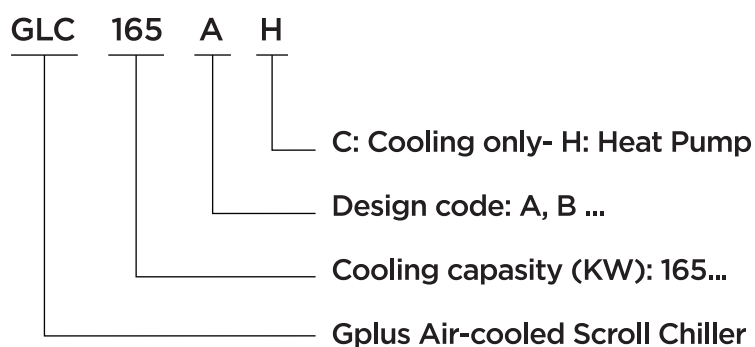 GLC 165 A H
C: Cooling only- H: Heat Pump
Design code: A, B ...
Cooling capasity (KW): 165...
Gplus Air-cooled Scroll Chiller